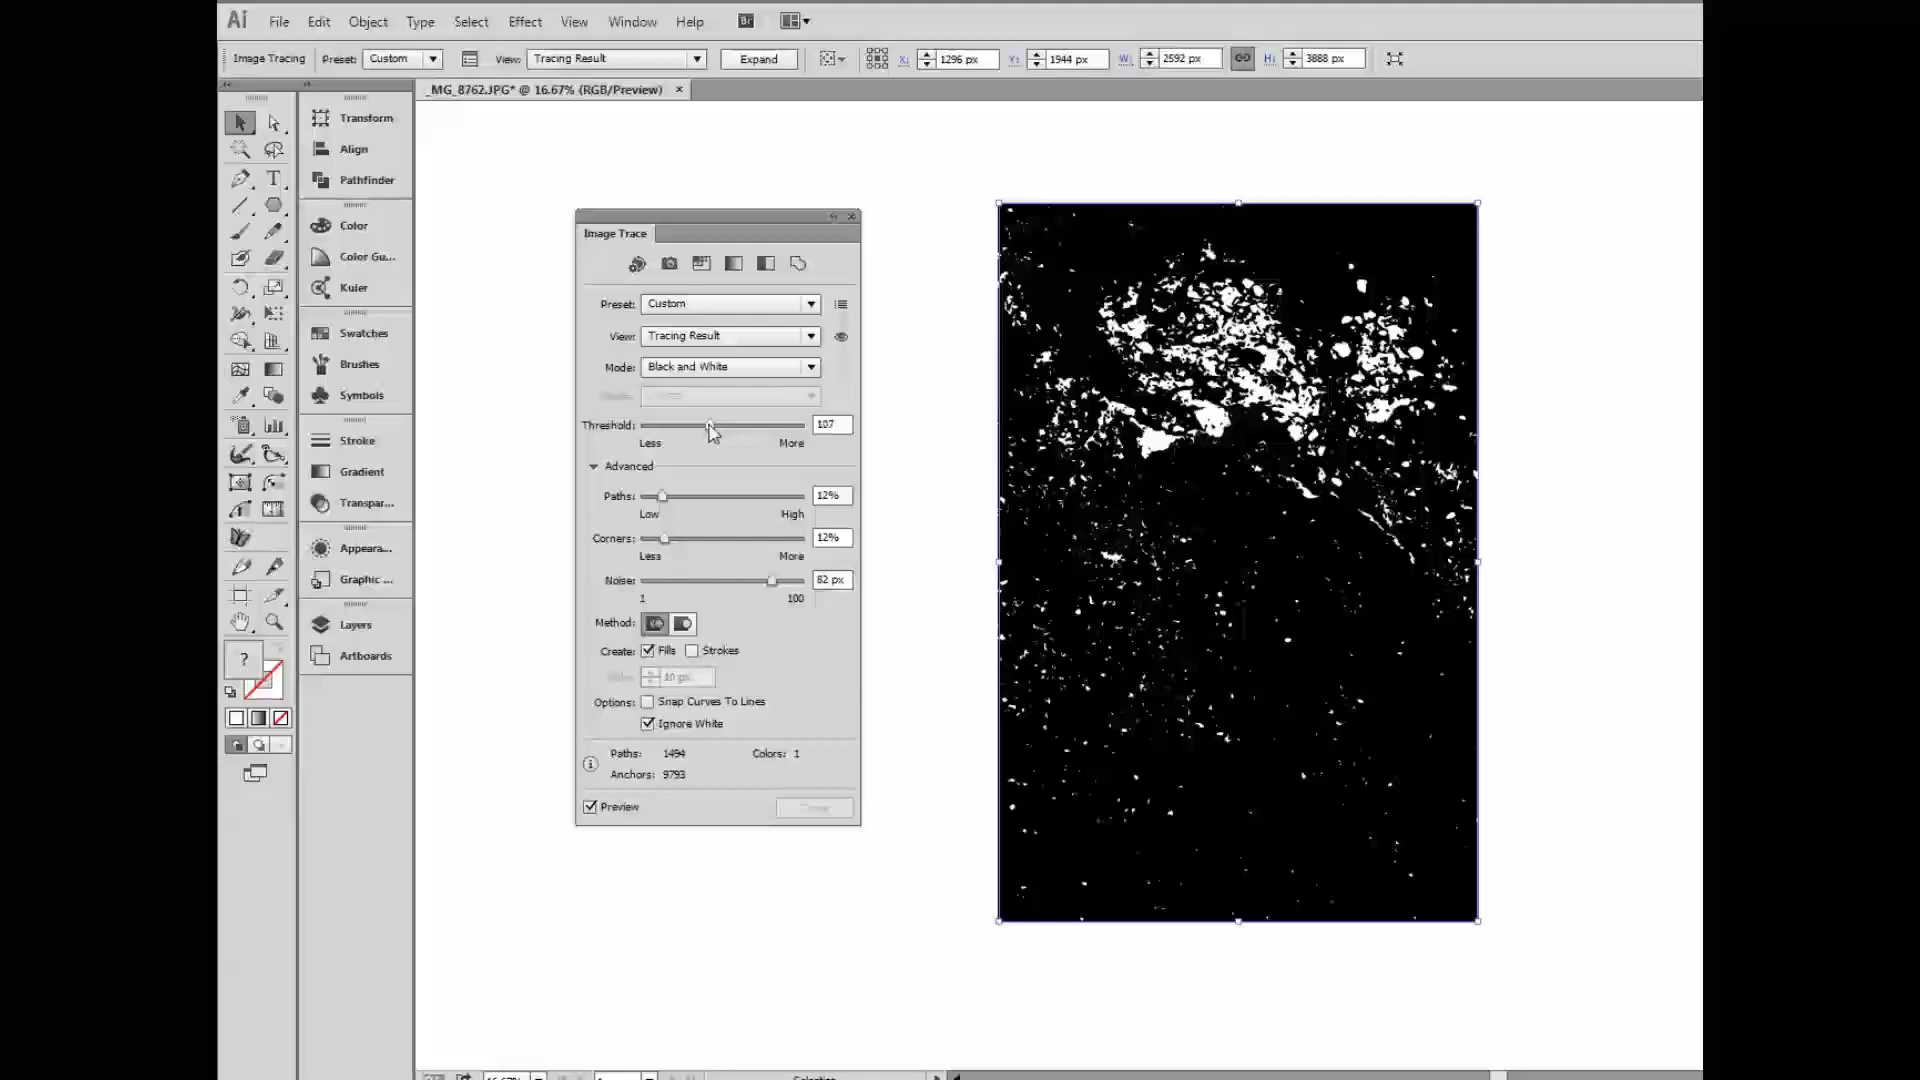 Ai File Edit Object Type Select Effect View Window Help Br
Image Tracing Preset: Custom View: Tracing Result Expand X: 1296 px Y: 1944 px W: 2592 px H: 3888 px
_MG_8762.JPG* @ 16.67% (RGB/Preview) ×
Transform
Align
Pathfinder
Color
Color Gu...
Kuler
Swatches
Brushes
Symbols
Stroke
Gradient
Transpar...
Appeara...
Graphic ...
Layers
Artboards
T
?
Image Trace
Preset: Custom
View: Tracing Result
Mode: Black and White
Threshold: 107
Less More
Advanced
Paths: 12%
Low High
Corners: 12%
Less More
Noise: 82 px
1 100
Method:
Create: Fills Strokes
10 px
Options: Snap Curves To Lines
Ignore White
Paths: 1494 Colors: 1
Anchors: 9793
Preview